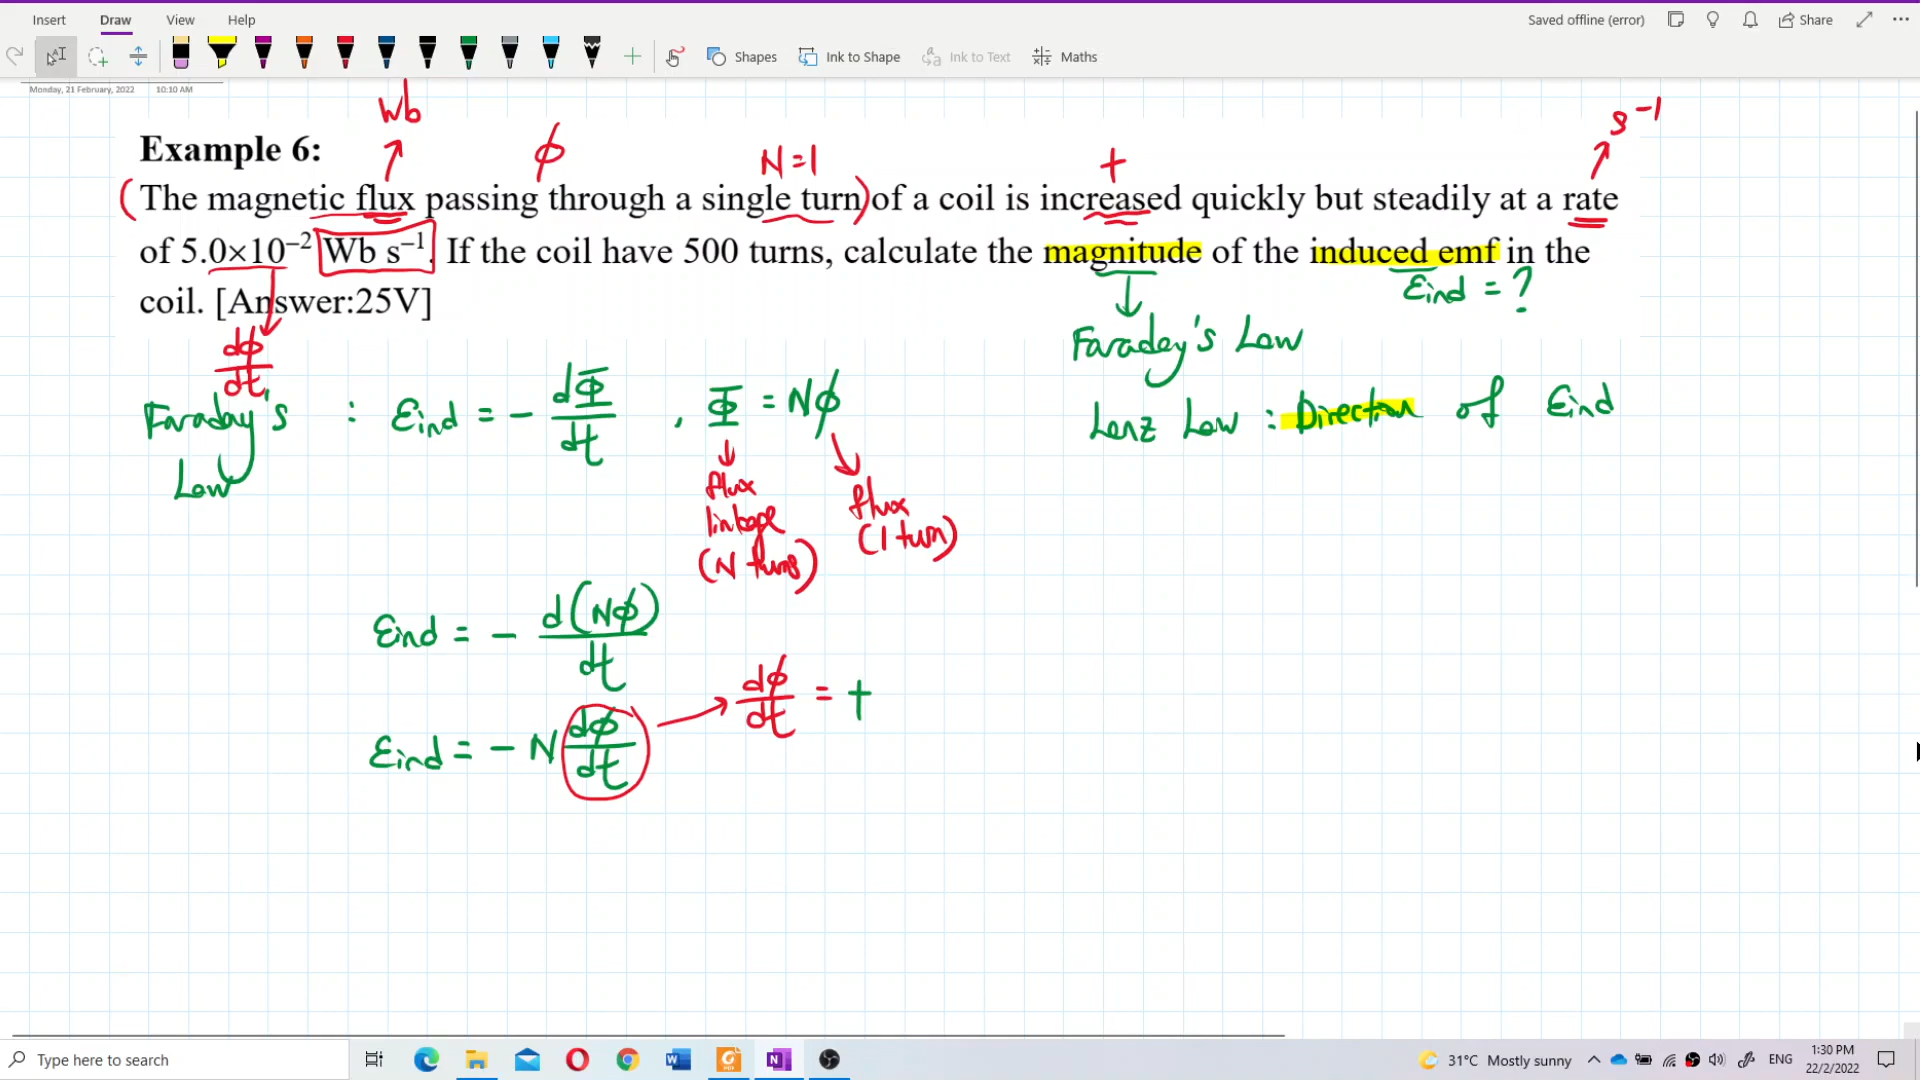 Insert Draw View Help
Saved offline (error) Share
Shapes Ink to Shape Ink to Text Maths
Monday, 21 February, 2022 10:10 AM
Wb
s⁻¹
Example 6:
ϕ
N = 1
+
(The magnetic flux passing through a single turn) of a coil is increased quickly but steadily at a rate
of 5.0×10⁻² Wb s⁻¹. If the coil have 500 turns, calculate the magnitude of the induced emf in the
coil. [Answer:25V]
εind = ?
dϕ/dt
Faraday's Law
Faraday's Law : εind = - dΦ/dt , Φ = Nϕ
Lenz Law : Direction of εind
flux linkage (N turns)
flux (1 turn)
εind = - d(Nϕ)/dt
εind = - N dϕ/dt
dϕ/dt = +
Type here to search
31°C Mostly sunny
ENG
1:30 PM
22/2/2022